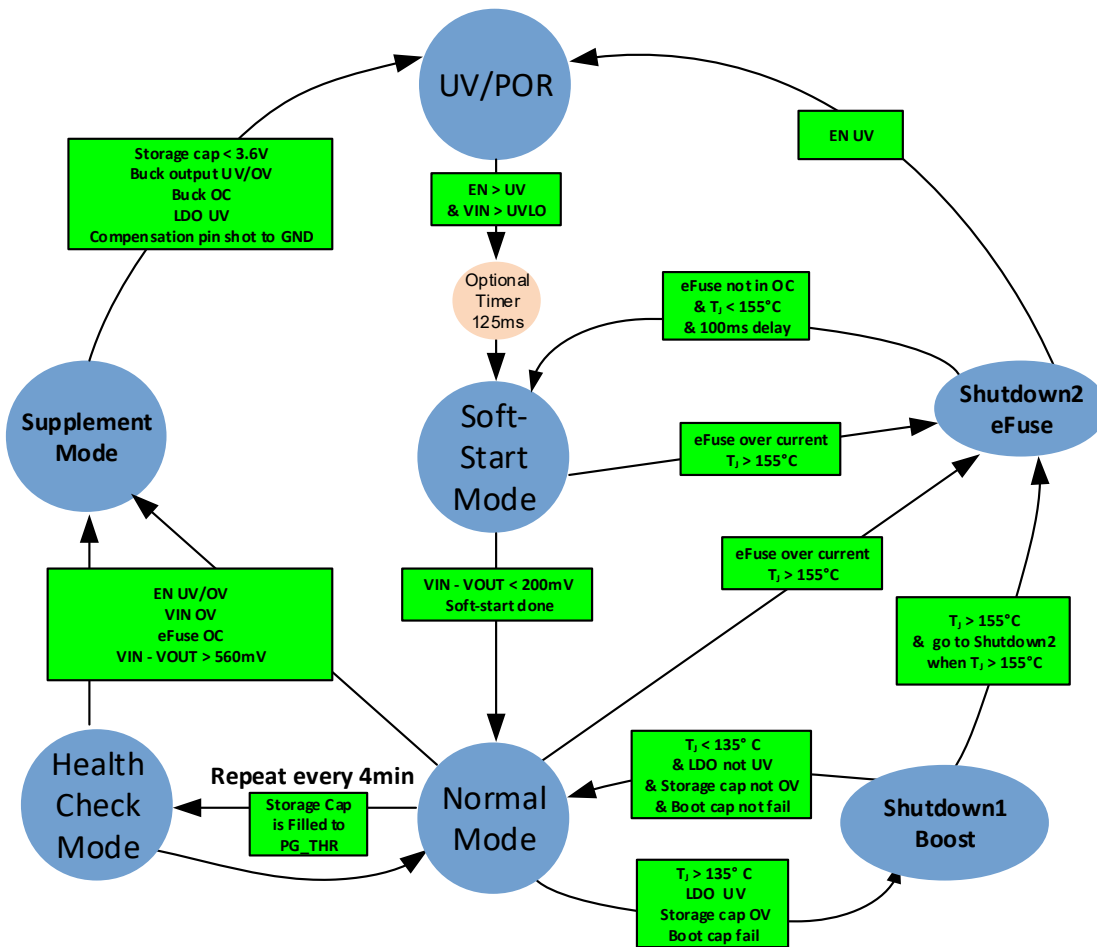 UV/POR
EN UV
Storage cap < 3.6V
Buck output UV/OV
Buck OC
LDO UV
Compensation pin shot to GND
EN > UV
& VIN > UVLO
Optional
Timer
125ms
eFuse not in OC
& TJ < 155°C
& 100ms delay
Shutdown2
eFuse
Supplement
Mode
Soft-
Start
Mode
eFuse over current
TJ > 155°C
eFuse over current
TJ > 155°C
VIN - VOUT < 200mV
Soft-start done
EN UV/OV
VIN OV
eFuse OC
VIN - VOUT > 560mV
TJ > 155°C
& go to Shutdown2
when TJ > 155°C
Health
Check
Mode
Repeat every 4min
Storage Cap
is Filled to
PG_THR
Normal
Mode
TJ < 135° C
& LDO not UV
& Storage cap not OV
& Boot cap not fail
Shutdown1
Boost
TJ > 135° C
LDO UV
Storage cap OV
Boot cap fail